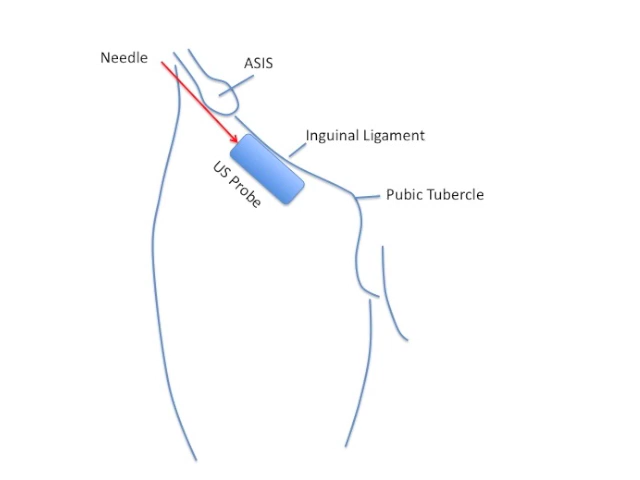 Needle
ASIS
Inguinal Ligament
US Probe
Pubic Tubercle